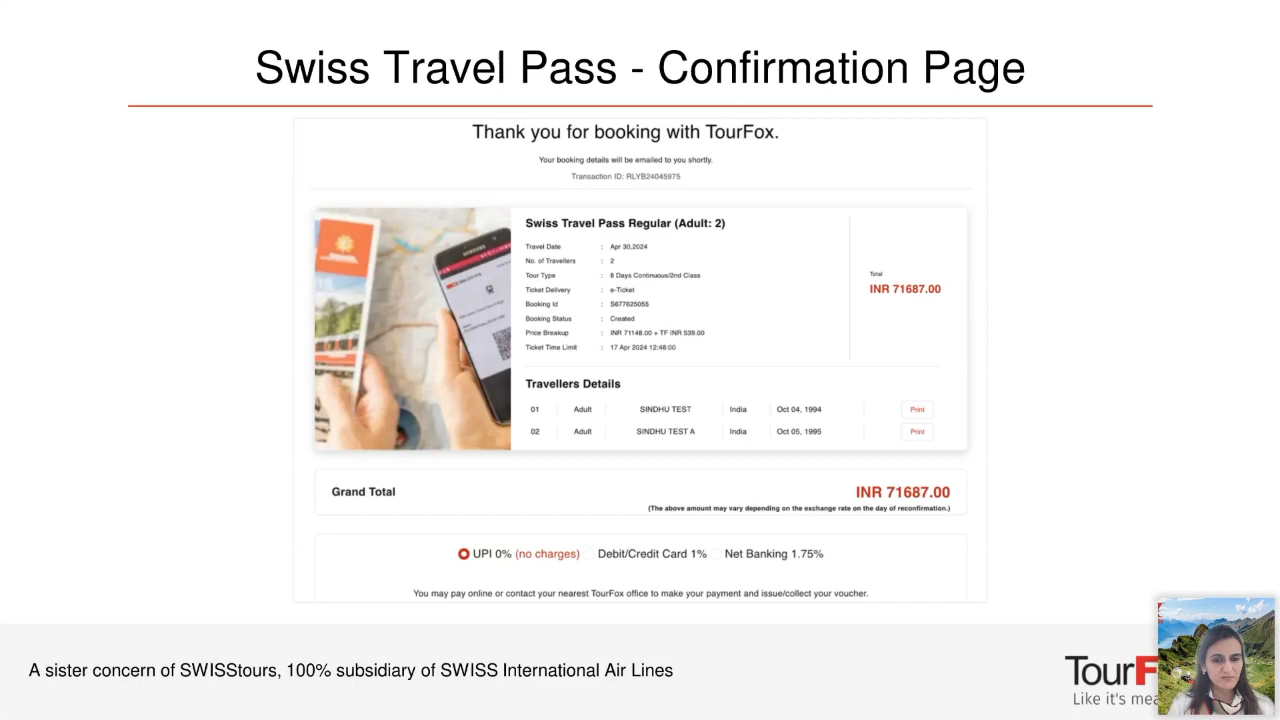 Swiss Travel Pass - Confirmation Page
Thank you for booking with TourFox.
Your booking details will be emailed to you shortly.
Transaction ID: RLYB24045975
Swiss Travel Pass Regular (Adult: 2)
Travel Date : Apr 30,2024
No. of Travellers : 2
Tour Type : 8 Days Continuous/2nd Class
Ticket Delivery : e-Ticket
Booking Id : S677625055
Booking Status : Created
Price Breakup : INR 71148.00 + TF INR 539.00
Ticket Time Limit : 17 Apr 2024 12:48:00
Total
INR 71687.00
Travellers Details
01 Adult SINDHU TEST India Oct 04, 1994 Print
02 Adult SINDHU TEST A India Oct 05, 1995 Print
Grand Total INR 71687.00
(The above amount may vary depending on the exchange rate on the day of reconfirmation.)
UPI 0% (no charges) Debit/Credit Card 1% Net Banking 1.75%
You may pay online or contact your nearest TourFox office to make your payment and issue/collect your voucher.
A sister concern of SWISStours, 100% subsidiary of SWISS International Air Lines
TourF
Like it's mea